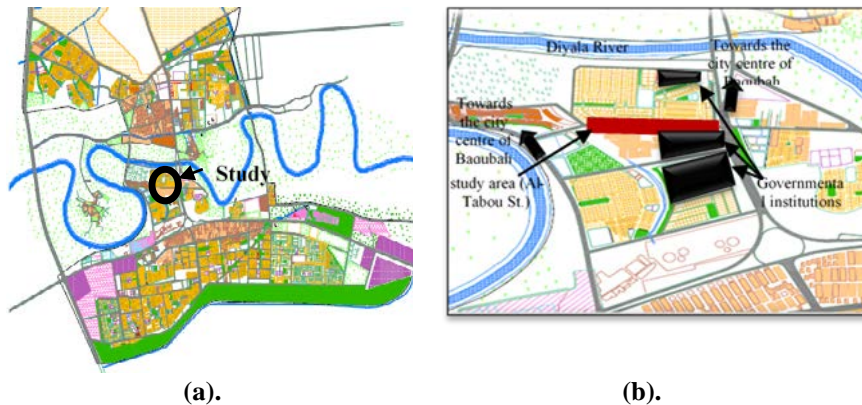 Study
(a).
Diyala River
Towards the
city centre of
Baqubah
Towards
the city
centre of
Baqubah
study area (Al-
Tabou St.)
Governmenta
l institutions
(b).